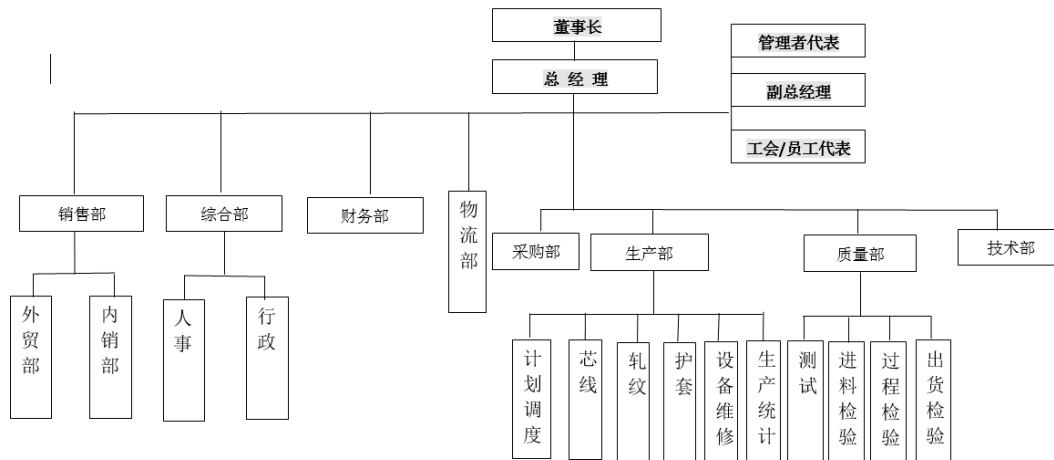 董事长
管理者代表
总 经 理
副总经理
工会/员工代表
销售部
综合部
财务部
物流部
采购部
生产部
质量部
技术部
外贸部
内销部
人事
行政
计划调度
芯线
轧纹
护套
设备维修
生产统计
测试
进料检验
过程检验
出货检验